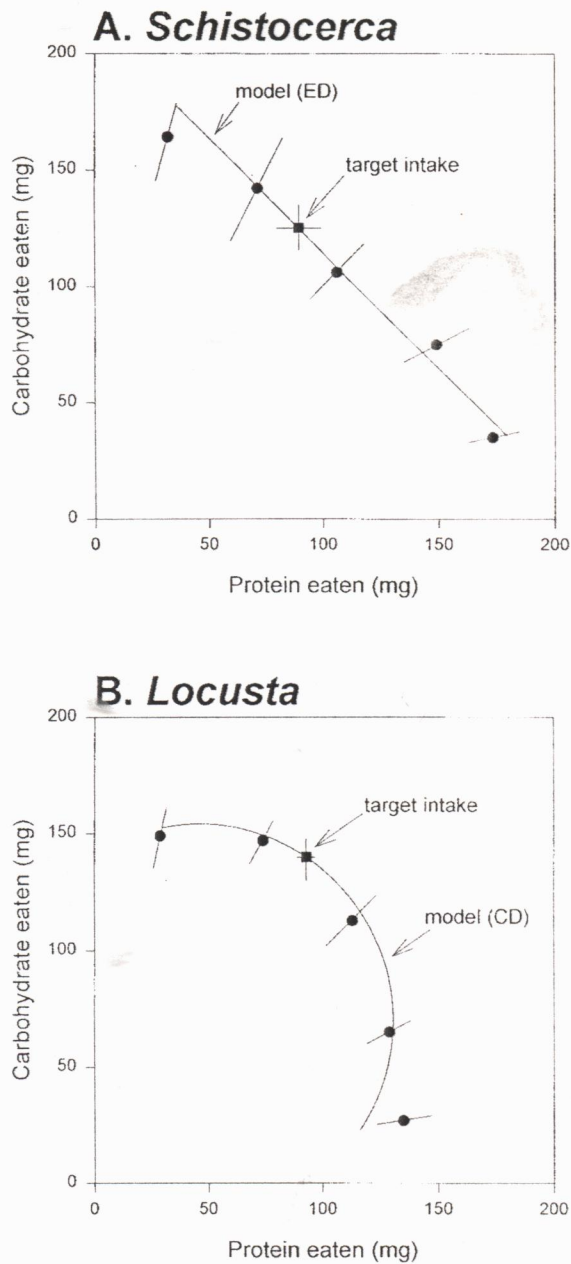 A. Schistocerca
200
model (ED)
150
target intake
100
50
0
Carbohydrate eaten (mg)
0 50 100 150 200
Protein eaten (mg)
B. Locusta
200
target intake
150
model (CD)
100
50
0
Carbohydrate eaten (mg)
0 50 100 150 200
Protein eaten (mg)